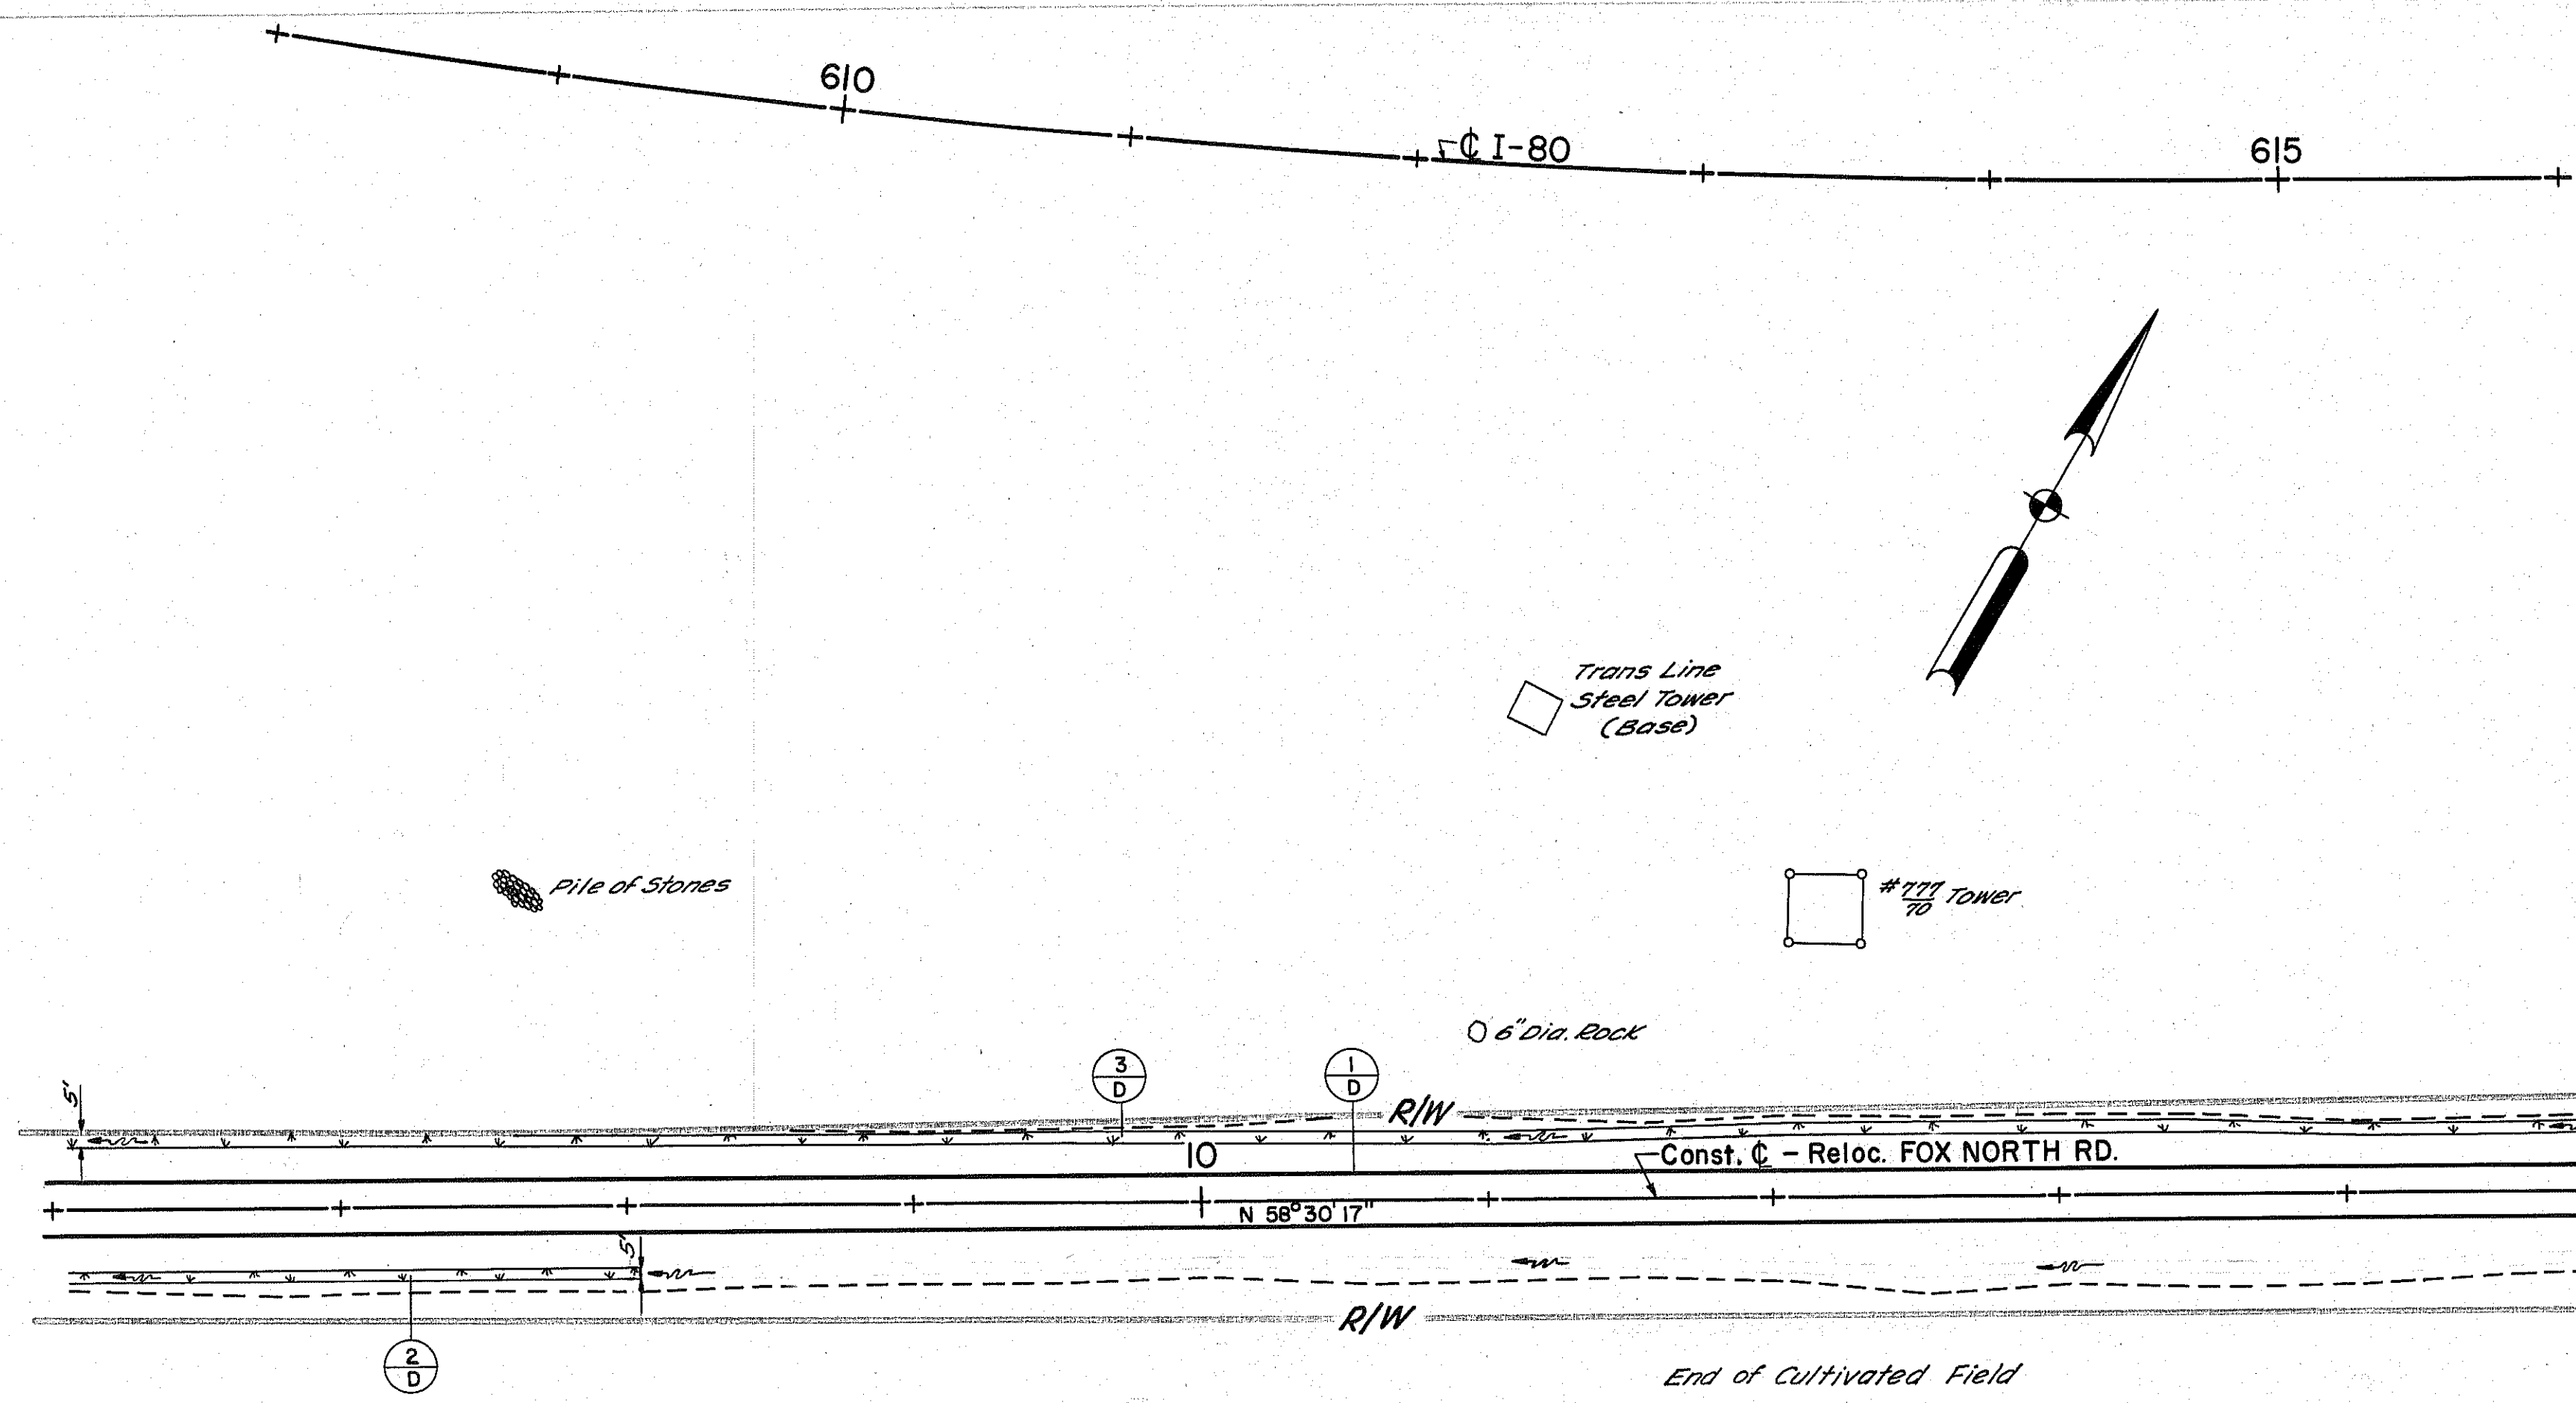 610
℄ I-80
615
Trans Line
Steel Tower
(Base)
Pile of Stones
#777/70 Tower
6" Dia. Rock
3
D
1
D
5'
R/W
10
Const. ℄ - Reloc. FOX NORTH RD.
N 58°30'17"
5'
R/W
2
D
End of Cultivated Field